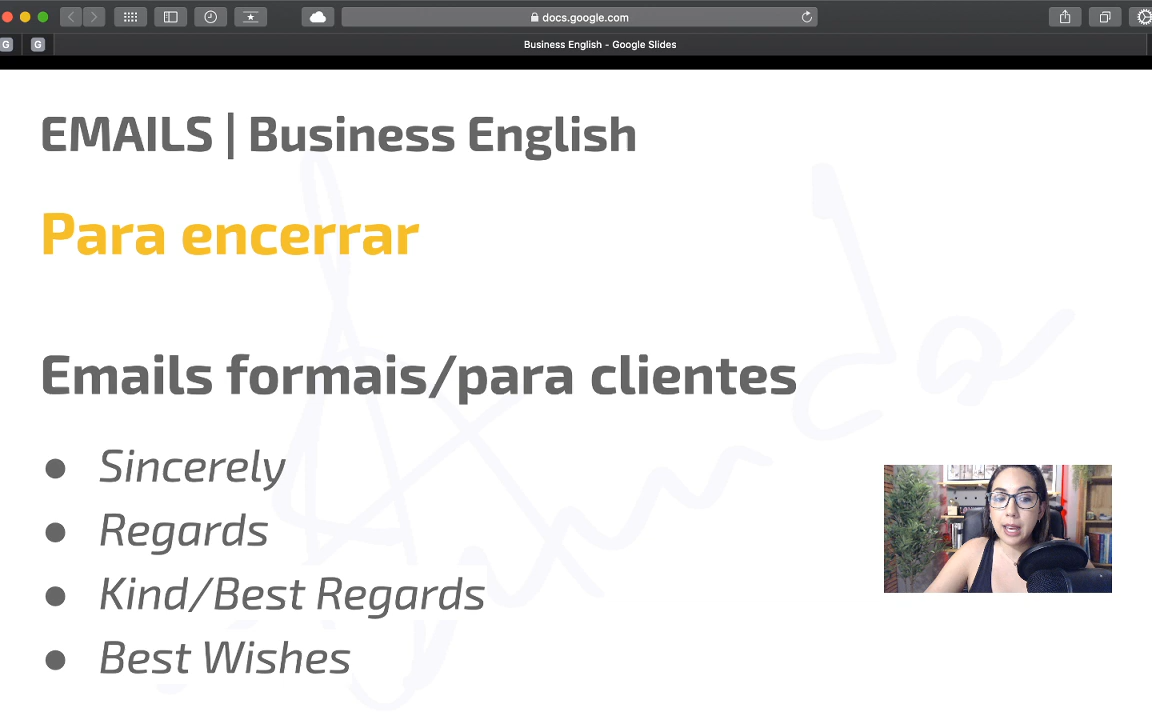 docs.google.com
G
G
Business English - Google Slides
EMAILS | Business English
Para encerrar
Emails formais/para clientes
● Sincerely
● Regards
● Kind/Best Regards
● Best Wishes